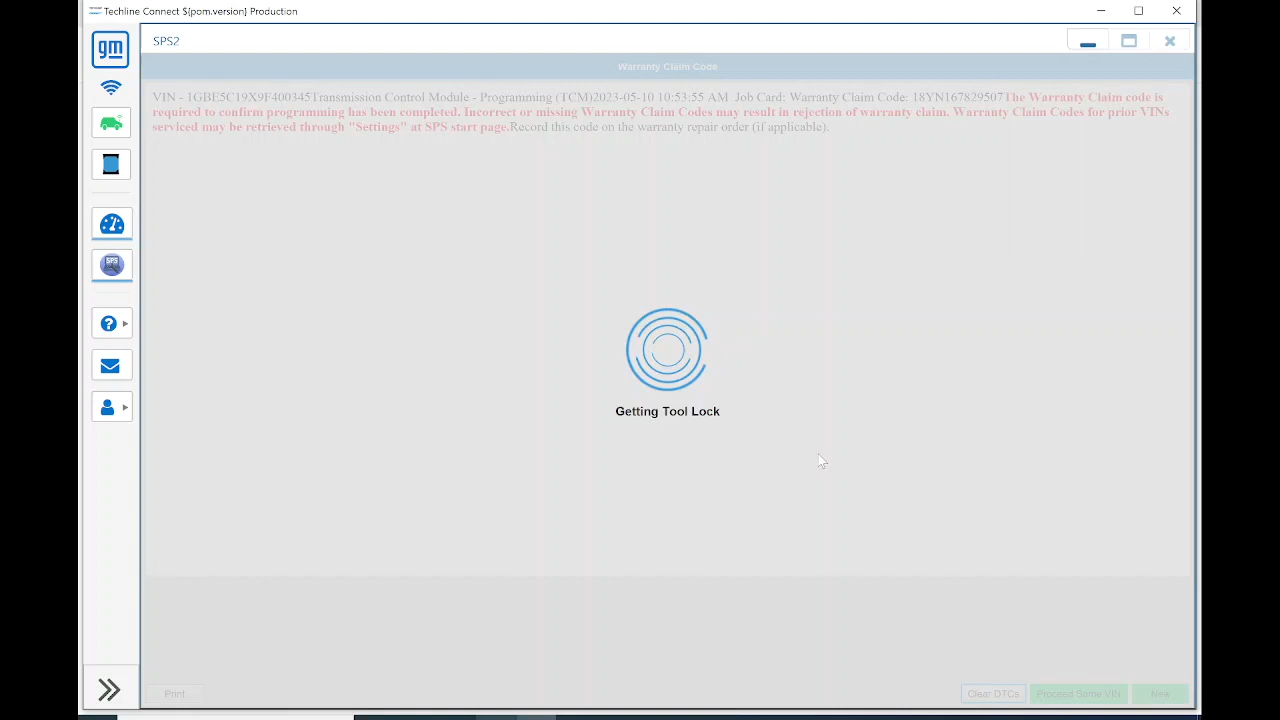 Techline Connect ${pom.version} Production
gm
SPS2
Warranty Claim Code
VIN - 1GBE5C19X9F400345Transmission Control Module - Programming (TCM)2023-05-10 10:53:55 AM  Job Card: Warranty Claim Code: 18YN167829507The Warranty Claim code is
required to confirm programming has been completed. Incorrect or missing Warranty Claim Codes may result in rejection of warranty claim. Warranty Claim Codes for prior VINs
serviced may be retrieved through "Settings" at SPS start page.Record this code on the warranty repair order (if applicable).
SPS
Getting Tool Lock
Print
Clear DTCs
Proceed Same VIN
New